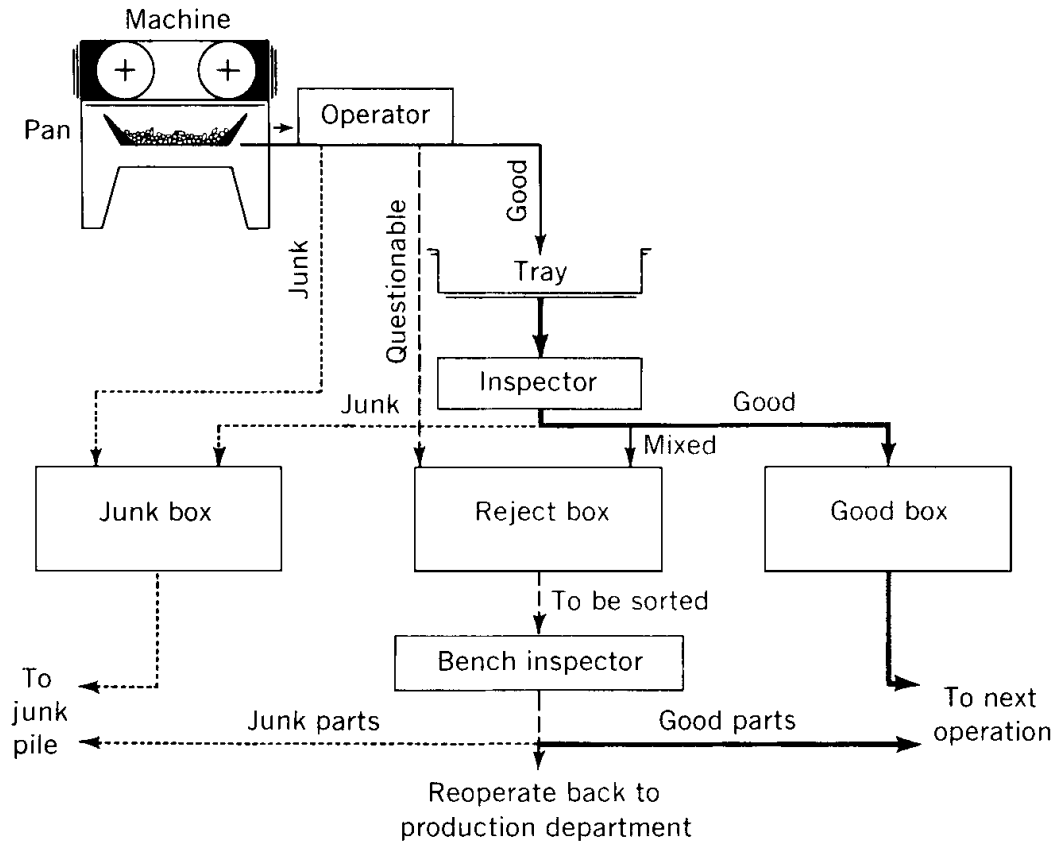 Machine
Pan
Operator
Junk
Questionable
Good
Tray
Inspector
Junk
Good
Mixed
Junk box
Reject box
Good box
To be sorted
Bench inspector
To
junk
pile
Junk parts
Good parts
To next
operation
Reoperate back to
production department